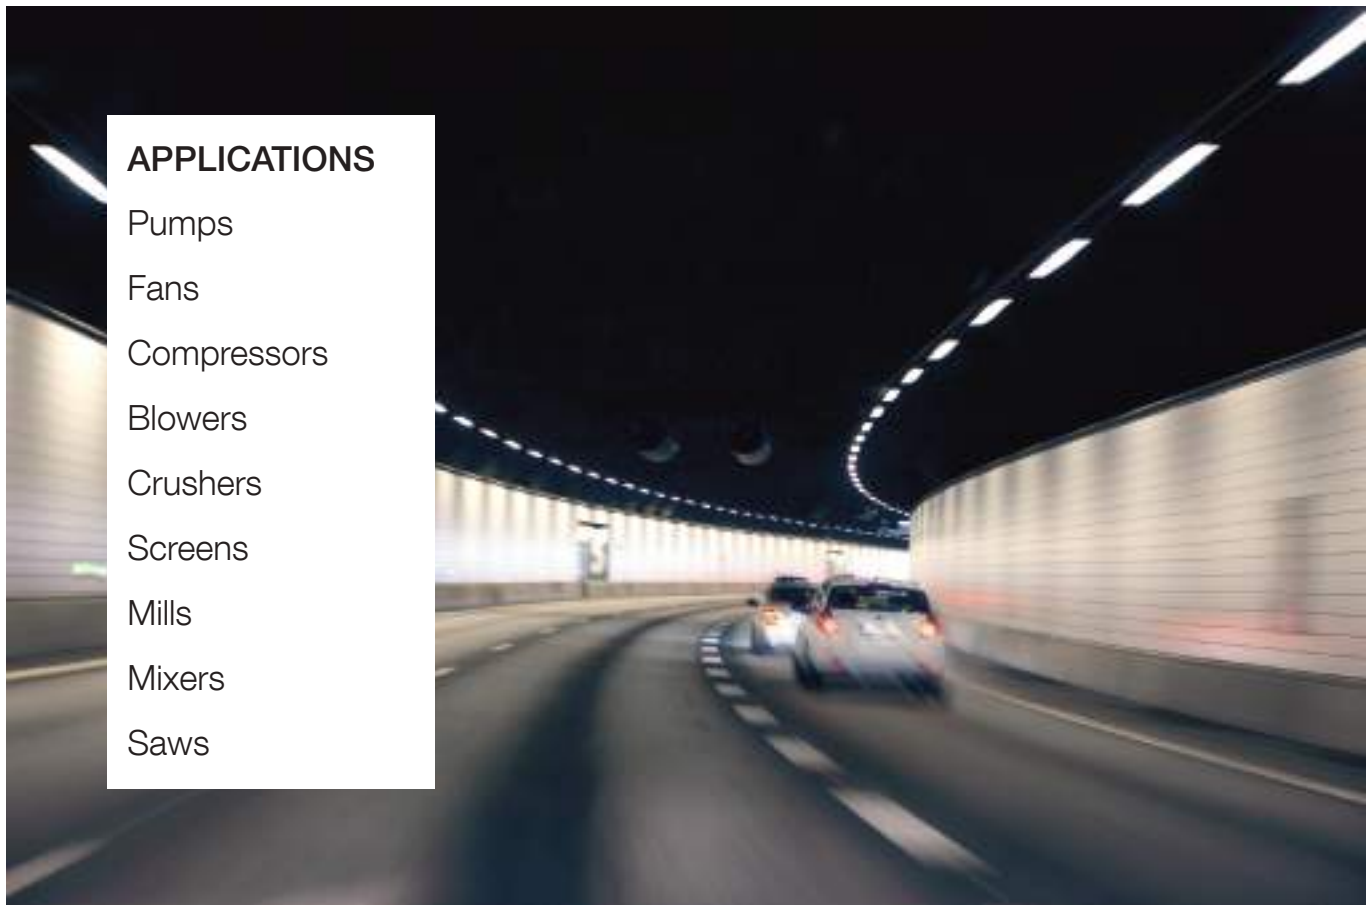 APPLICATIONS
Pumps
Fans
Compressors
Blowers
Crushers
Screens
Mills
Mixers
Saws